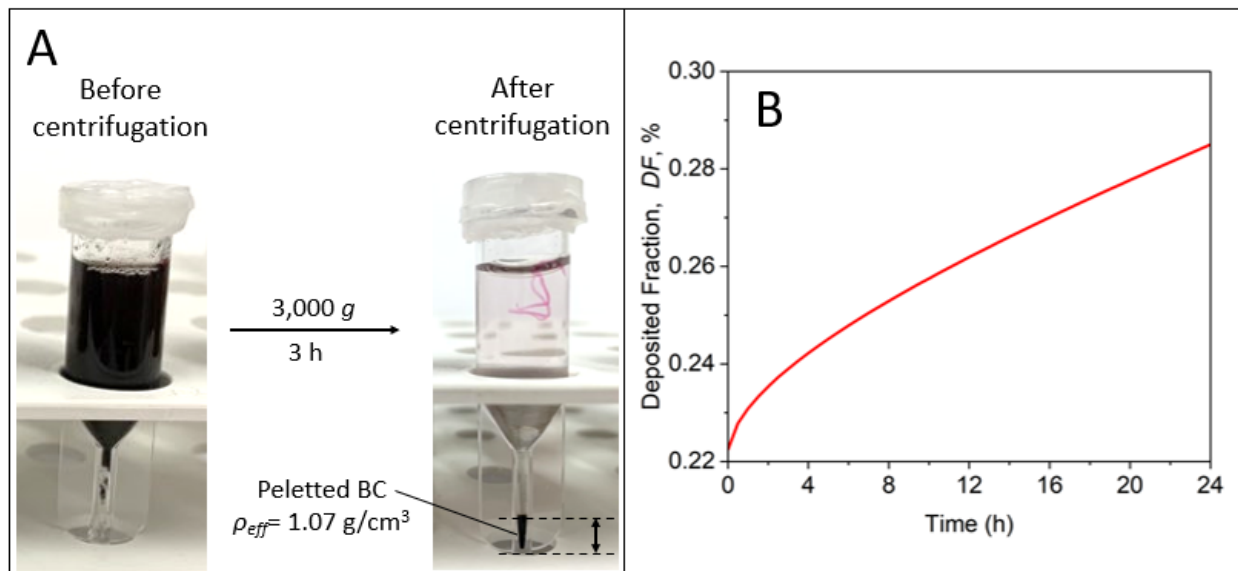 A
Before
centrifugation
After
centrifugation
3,000 g
3 h
Peletted BC
ρeff= 1.07 g/cm³
B
Deposited Fraction, DF, %
0.30
0.28
0.26
0.24
0.22
0
4
8
12
16
20
24
Time (h)